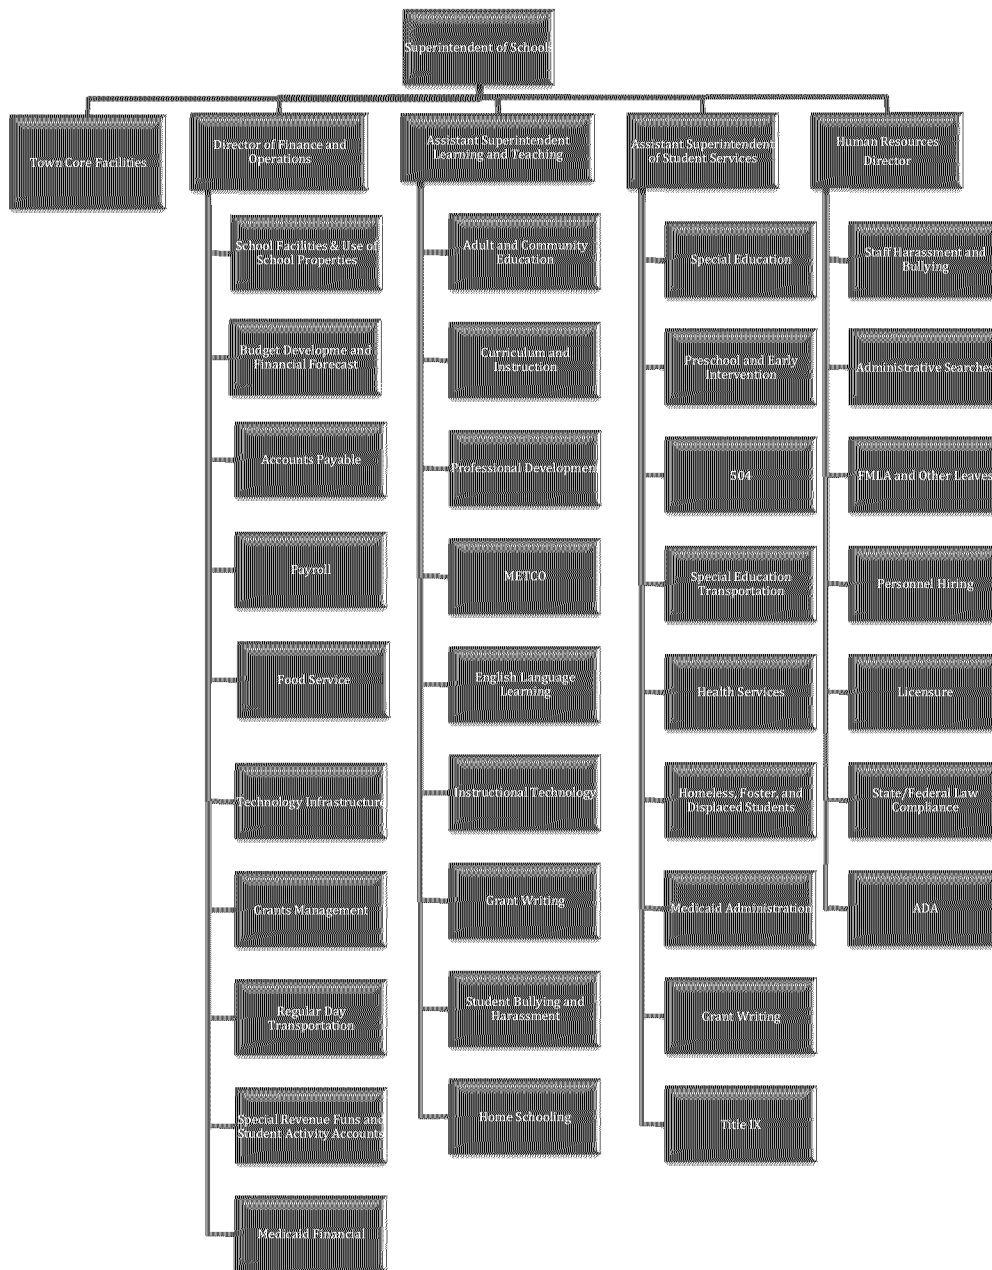 Superintendent of Schools
Town Core Facilities
Director of Finance and
Operations
School Facilities & Use of
School Properties
Budget Developme and
Financial Forecast
Accounts Payable
Payroll
Food Service
Technology Infrastructure
Grants Management
Regular Day
Transportation
Special Revenue Funs and
Student Activity Accounts
Medicaid Financial
Assistant Superintendent
Learning and Teaching
Adult and Community
Education
Curriculum and
Instruction
Professional Development
METCO
English Language
Learning
Instructional Technology
Grant Writing
Student Bullying and
Harassment
Home Schooling
Assistant Superintendent
of Student Services
Special Education
Preschool and Early
Intervention
504
Special Education
Transportation
Health Services
Homeless, Foster, and
Displaced Students
Medicaid Administration
Grant Writing
Title IX
Human Resources
Director
Staff Harassment and
Bullying
Administrative Searches
FMLA and Other Leaves
Personnel Hiring
Licensure
State/Federal Law
Compliance
ADA